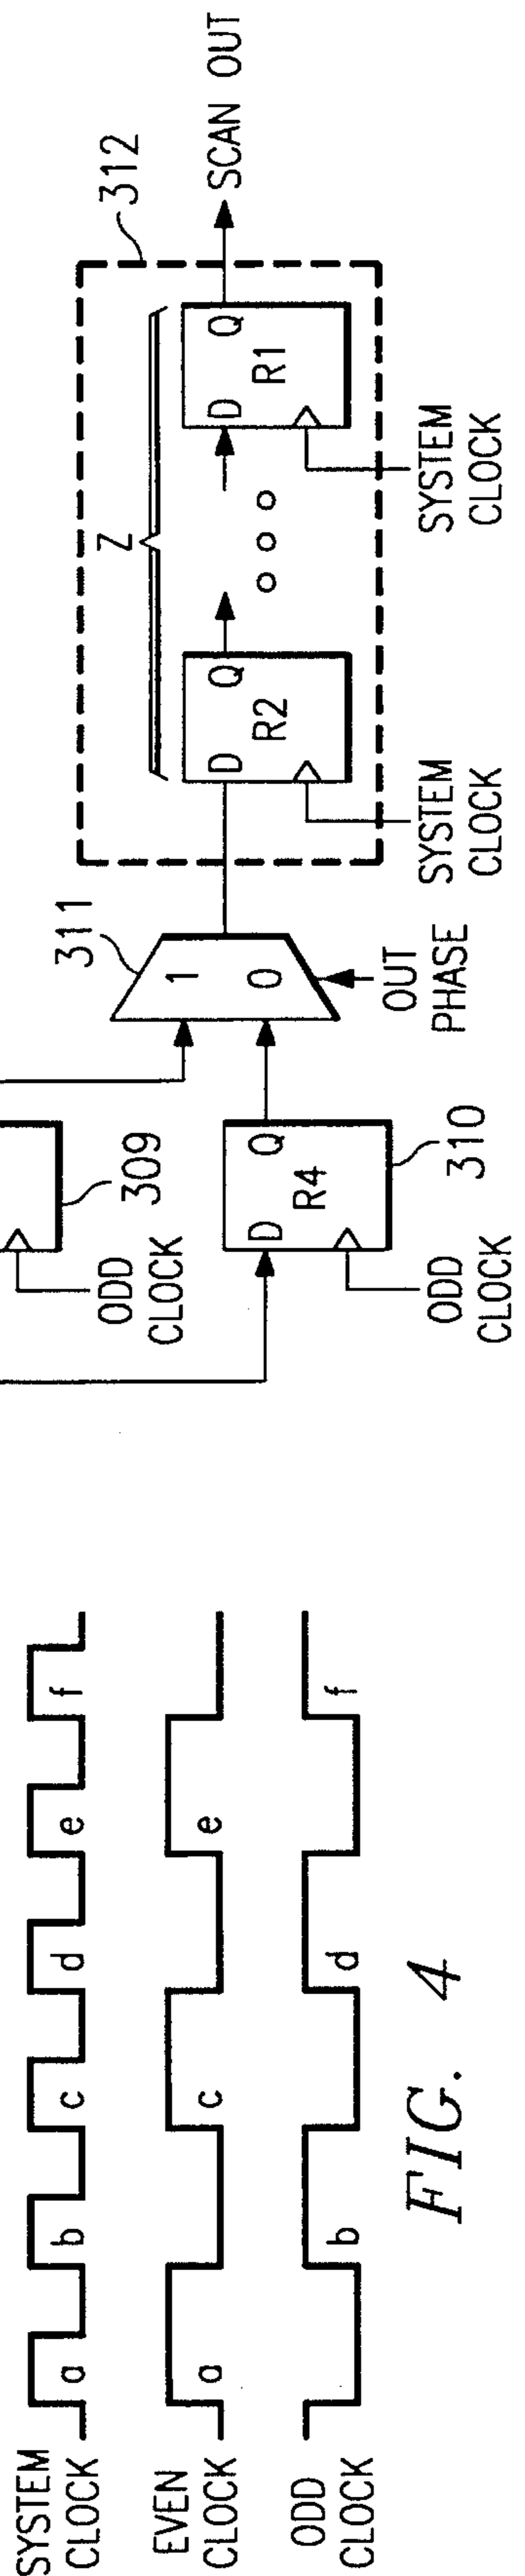 309
ODD
CLOCK
D
Q
R4
310
ODD
CLOCK
311
1
0
OUT
PHASE
312
Z
D
Q
R2
SYSTEM
CLOCK
D
Q
R1
SYSTEM
CLOCK
SCAN OUT
SYSTEM
CLOCK
a b c d e f
EVEN
CLOCK
a c e
ODD
CLOCK
b d f
FIG. 4